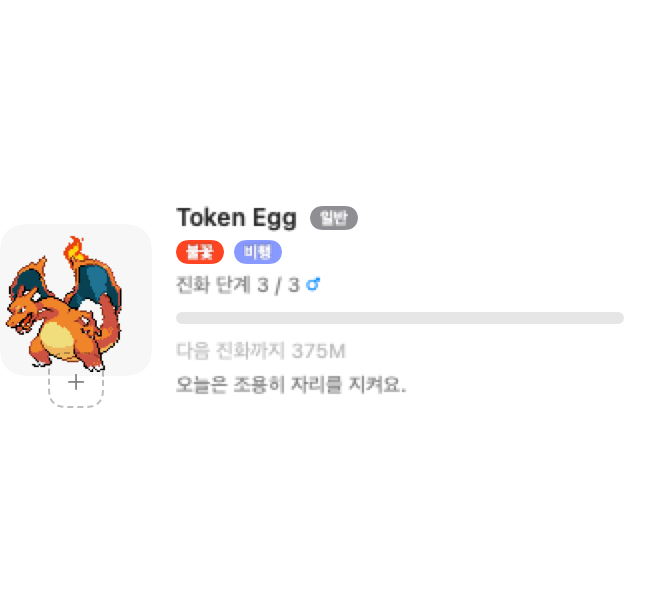 Token Egg 일반
불꽃 비행
진화 단계 3 / 3 ♂
다음 진화까지 375M
오늘은 조용히 자리를 지켜요.
+